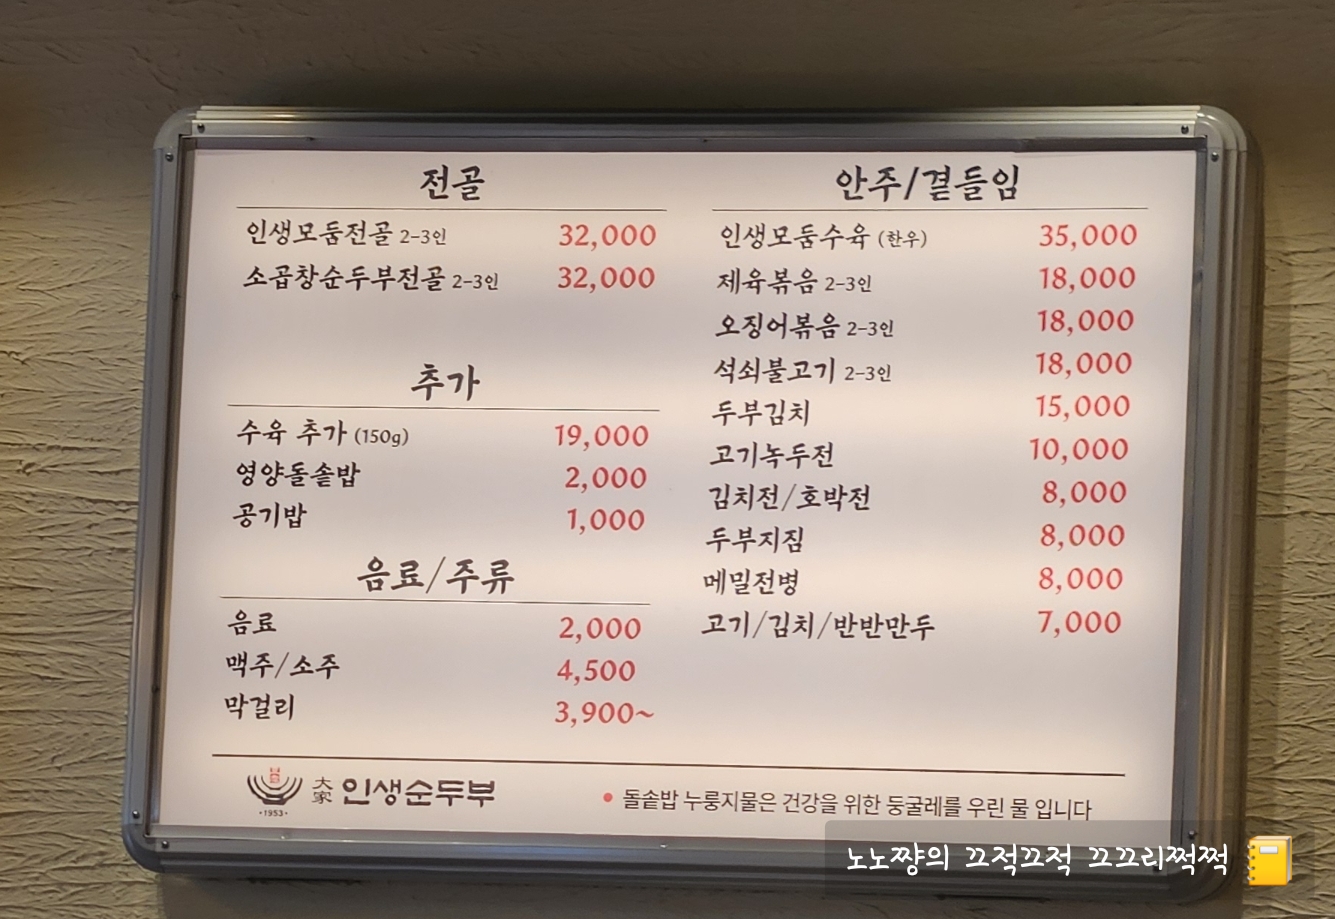 전골
인생모둠전골 2-3인 32,000
소곱창순두부전골 2-3인 32,000
추가
수육 추가 (150g) 19,000
영양돌솥밥 2,000
공기밥 1,000
음료/주류
음료 2,000
맥주/소주 4,500
막걸리 3,900~
안주/곁들임
인생모둠수육 (한우) 35,000
제육볶음 2-3인 18,000
오징어볶음 2-3인 18,000
석쇠불고기 2-3인 18,000
두부김치 15,000
고기녹두전 10,000
김치전/호박전 8,000
두부지짐 8,000
메밀전병 8,000
고기/김치/반반만두 7,000
大家 인생순두부
·1953·
• 돌솥밥 누룽지물은 건강을 위한 둥굴레를 우린 물 입니다
노노쨩의 끄적끄적 끄끄리쩍쩍